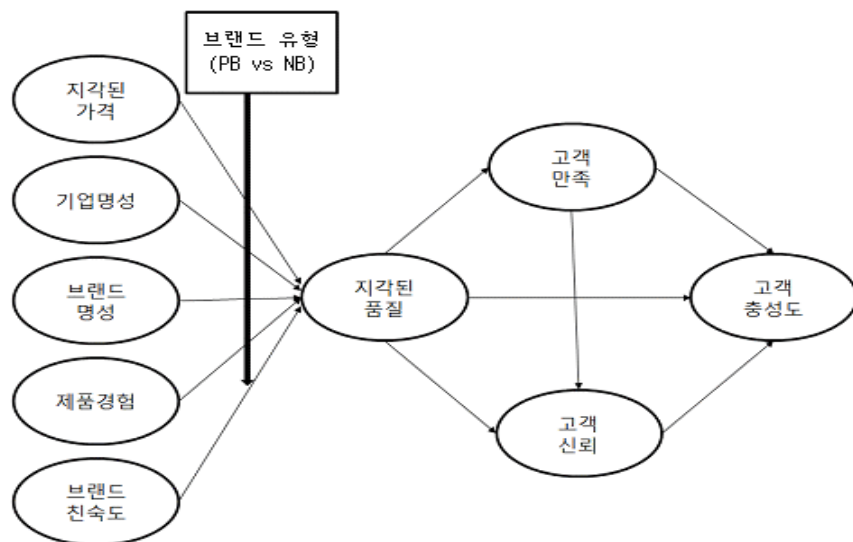 브랜드 유형
(PB vs NB)
지각된
가격
기업명성
브랜드
명성
제품경험
브랜드
친숙도
지각된
품질
고객
만족
고객
신뢰
고객
충성도